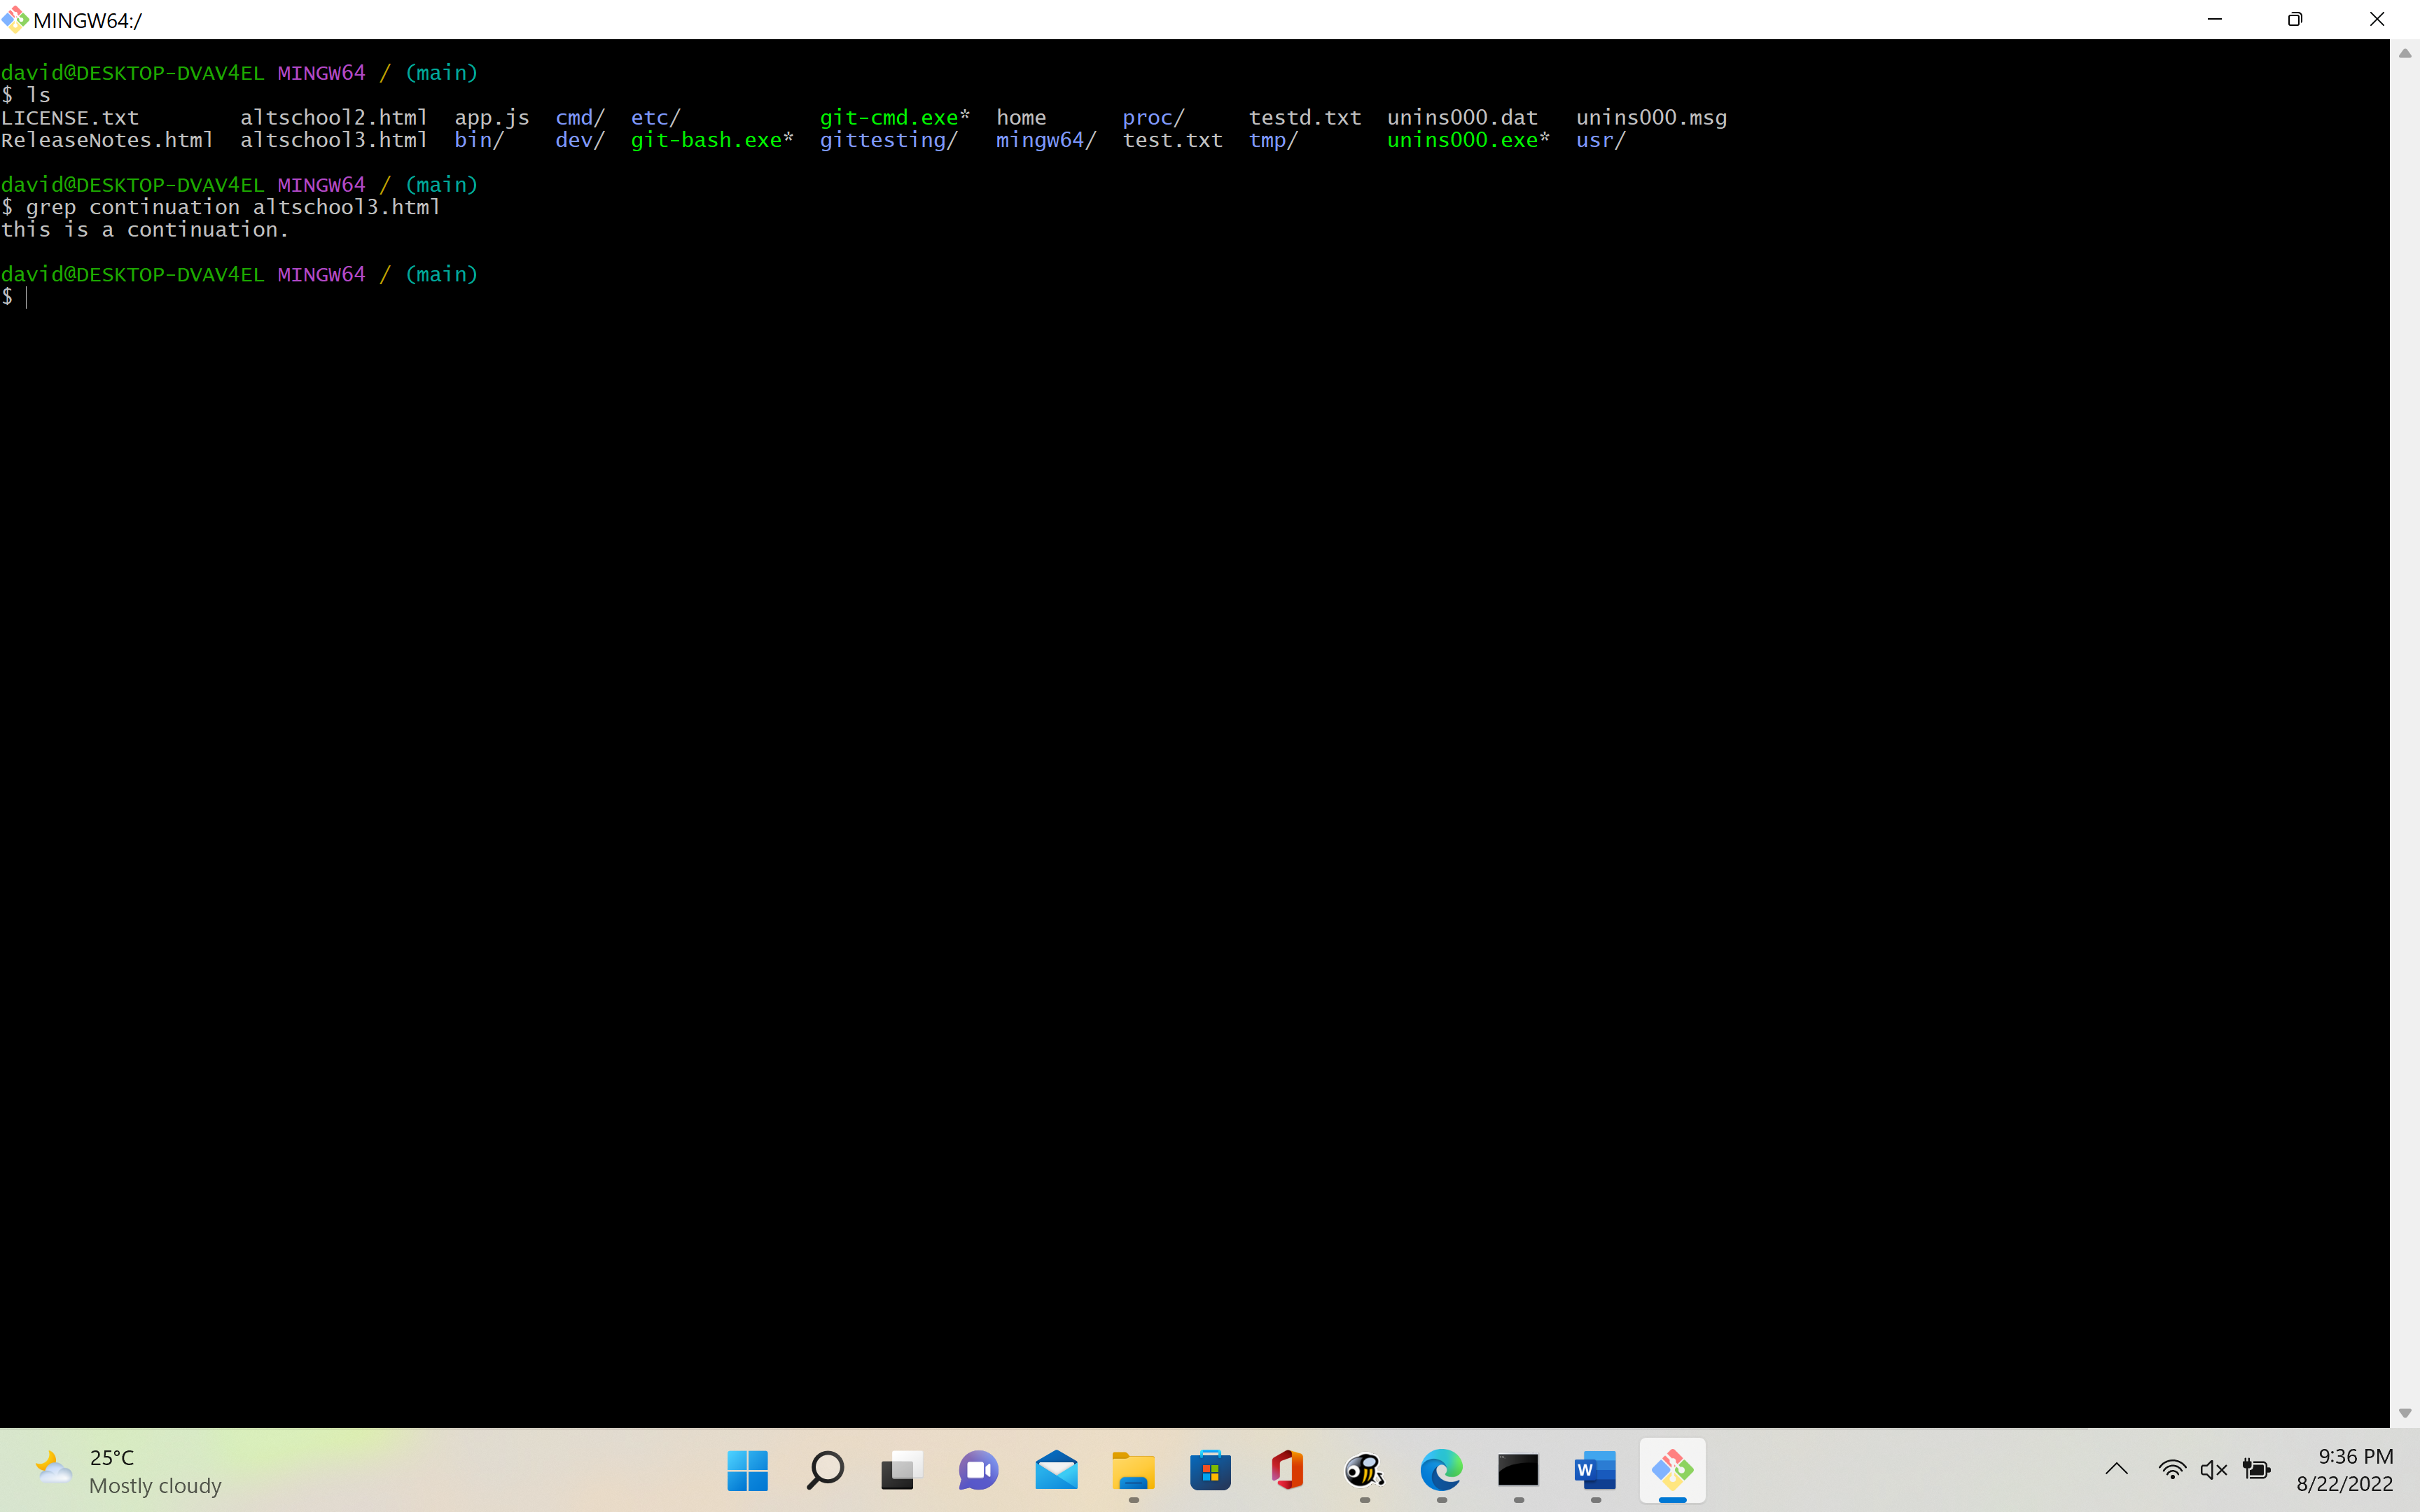 MINGW64:/
david@DESKTOP-DVAV4EL MINGW64 / (main)
$ ls
LICENSE.txt        altschool2.html  app.js  cmd/  etc/           git-cmd.exe*  home      proc/     testd.txt  unins000.dat   unins000.msg
ReleaseNotes.html  altschool3.html  bin/    dev/  git-bash.exe*  gittesting/   mingw64/  test.txt  tmp/       unins000.exe*  usr/
david@DESKTOP-DVAV4EL MINGW64 / (main)
$ grep continuation altschool3.html
this is a continuation.
david@DESKTOP-DVAV4EL MINGW64 / (main)
$
25°C
Mostly cloudy
W
9:36 PM
8/22/2022